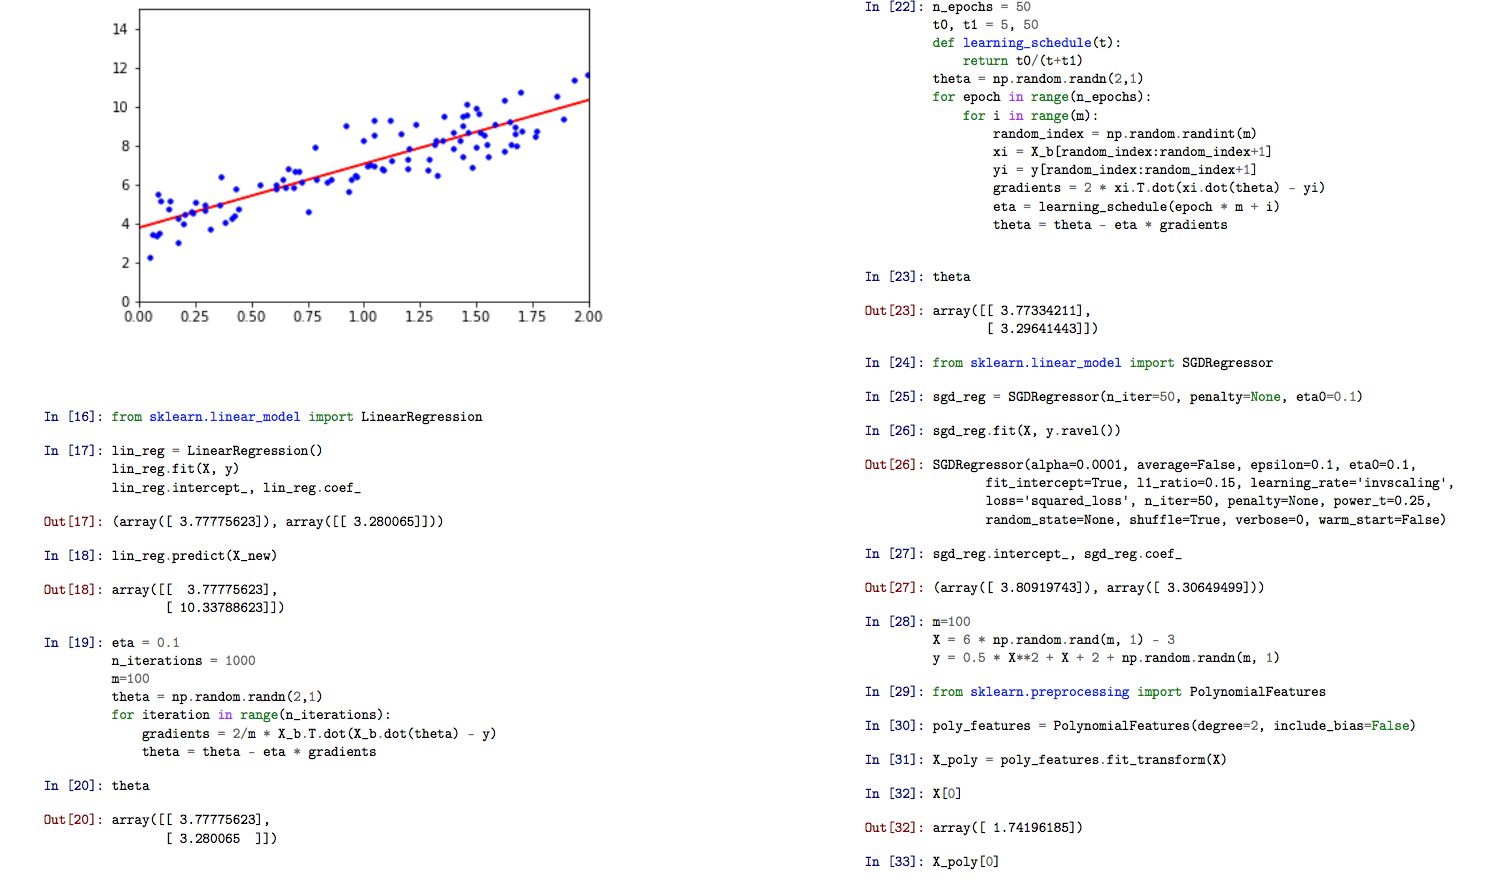 14
12
10
8
6
4
2
0
0.00 0.25 0.50 0.75 1.00 1.25 1.50 1.75 2.00
In [16]: from sklearn.linear_model import LinearRegression
In [17]: lin_reg = LinearRegression()
lin_reg.fit(X, y)
lin_reg.intercept_, lin_reg.coef_
Out[17]: (array([ 3.77775623]), array([[ 3.280065]]))
In [18]: lin_reg.predict(X_new)
Out[18]: array([[  3.77775623],
[ 10.33788623]])
In [19]: eta = 0.1
n_iterations = 1000
m=100
theta = np.random.randn(2,1)
for iteration in range(n_iterations):
gradients = 2/m * X_b.T.dot(X_b.dot(theta) - y)
theta = theta - eta * gradients
In [20]: theta
Out[20]: array([[ 3.77775623],
[ 3.280065  ]])
In [22]: n_epochs = 50
t0, t1 = 5, 50
def learning_schedule(t):
return t0/(t+t1)
theta = np.random.randn(2,1)
for epoch in range(n_epochs):
for i in range(m):
random_index = np.random.randint(m)
xi = X_b[random_index:random_index+1]
yi = y[random_index:random_index+1]
gradients = 2 * xi.T.dot(xi.dot(theta) - yi)
eta = learning_schedule(epoch * m + i)
theta = theta - eta * gradients
In [23]: theta
Out[23]: array([[ 3.77334211],
[ 3.29641443]])
In [24]: from sklearn.linear_model import SGDRegressor
In [25]: sgd_reg = SGDRegressor(n_iter=50, penalty=None, eta0=0.1)
In [26]: sgd_reg.fit(X, y.ravel())
Out[26]: SGDRegressor(alpha=0.0001, average=False, epsilon=0.1, eta0=0.1,
fit_intercept=True, l1_ratio=0.15, learning_rate='invscaling',
loss='squared_loss', n_iter=50, penalty=None, power_t=0.25,
random_state=None, shuffle=True, verbose=0, warm_start=False)
In [27]: sgd_reg.intercept_, sgd_reg.coef_
Out[27]: (array([ 3.80919743]), array([ 3.30649499]))
In [28]: m=100
X = 6 * np.random.rand(m, 1) - 3
y = 0.5 * X**2 + X + 2 + np.random.randn(m, 1)
In [29]: from sklearn.preprocessing import PolynomialFeatures
In [30]: poly_features = PolynomialFeatures(degree=2, include_bias=False)
In [31]: X_poly = poly_features.fit_transform(X)
In [32]: X[0]
Out[32]: array([ 1.74196185])
In [33]: X_poly[0]